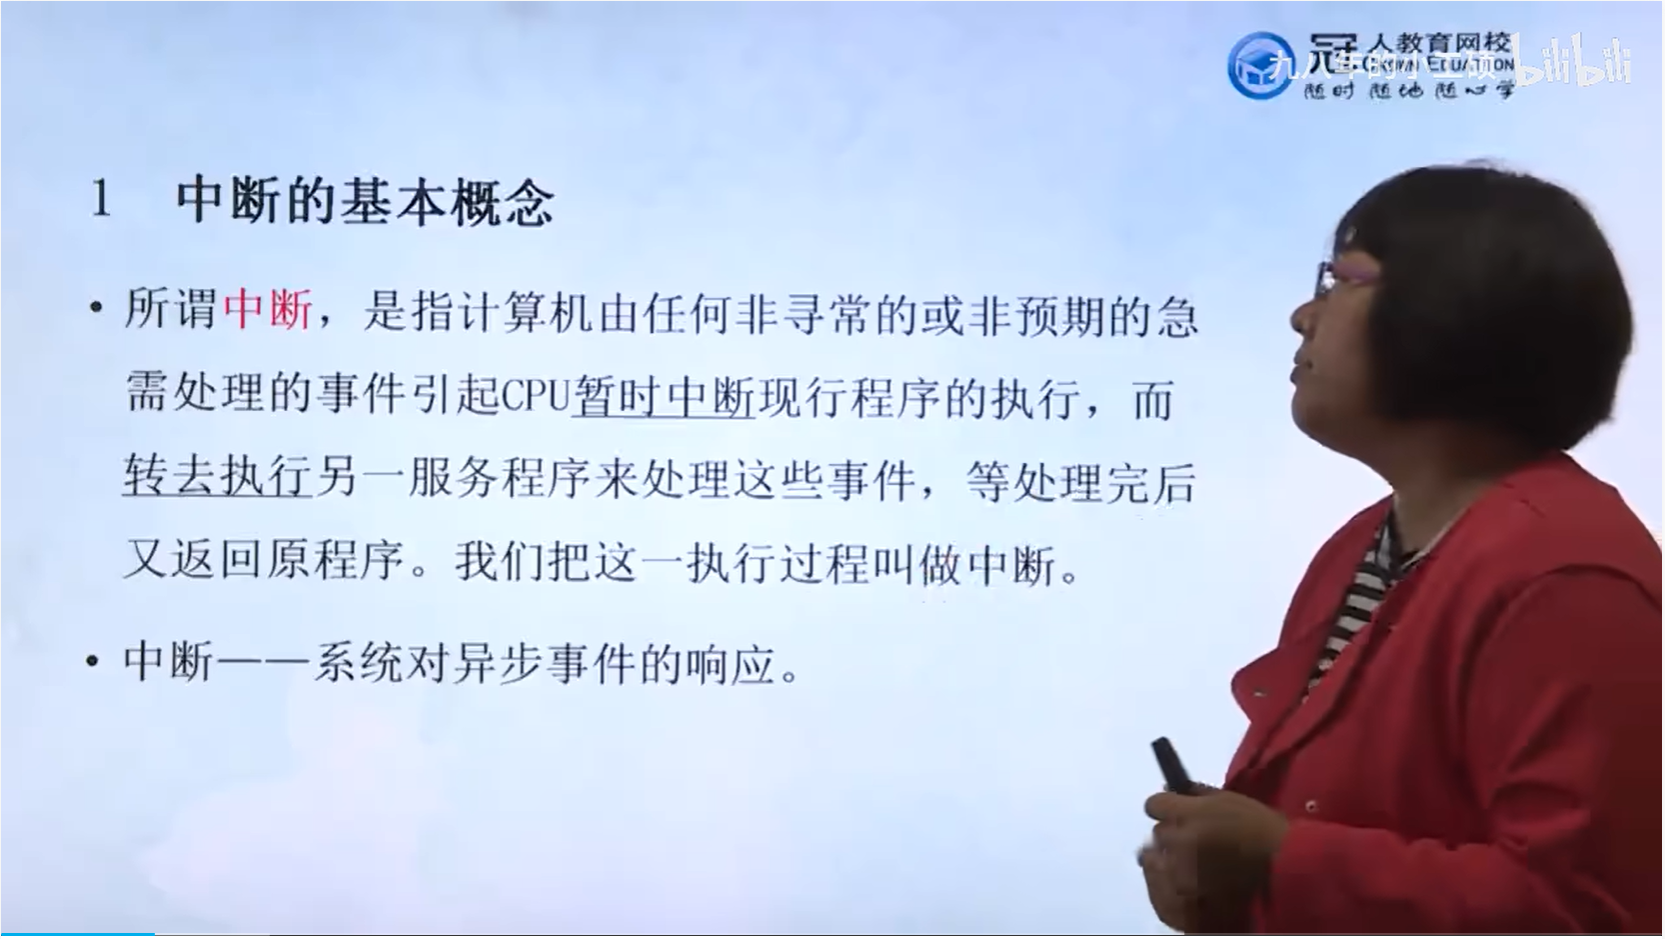 冠人教育网校
CROWN EDUCATION
随时 随地 随心学
九八年的小工硕
bilibili
1 中断的基本概念
• 所谓中断，是指计算机由任何非寻常的或非预期的急
需处理的事件引起CPU暂时中断现行程序的执行，而
转去执行另一服务程序来处理这些事件，等处理完后
又返回原程序。我们把这一执行过程叫做中断。
• 中断——系统对异步事件的响应。